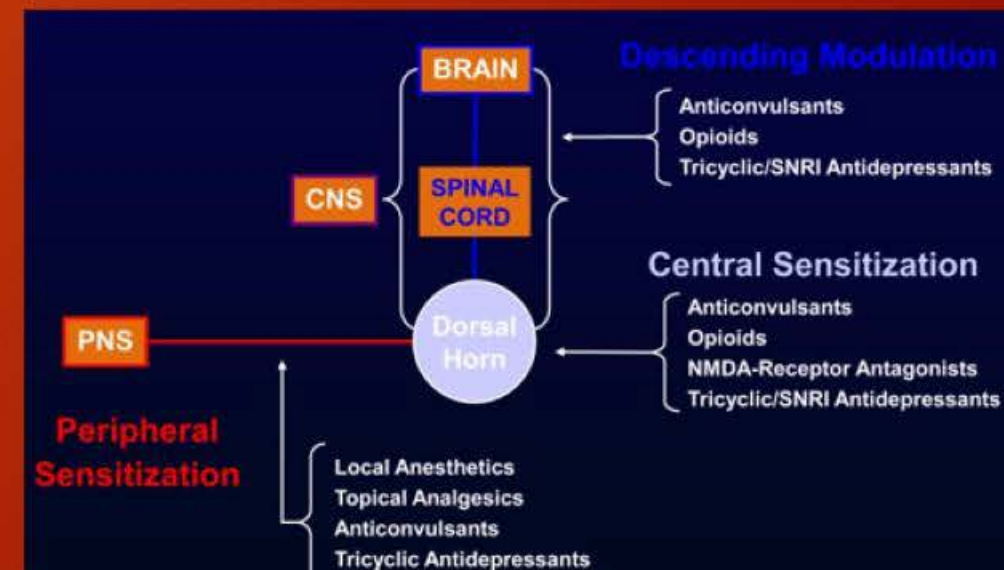 BRAIN
Descending Modulation
Anticonvulsants
Opioids
Tricyclic/SNRI Antidepressants
CNS
SPINAL
CORD
Central Sensitization
Anticonvulsants
Opioids
NMDA-Receptor Antagonists
Tricyclic/SNRI Antidepressants
PNS
Dorsal
Horn
Peripheral
Sensitization
Local Anesthetics
Topical Analgesics
Anticonvulsants
Tricyclic Antidepressants